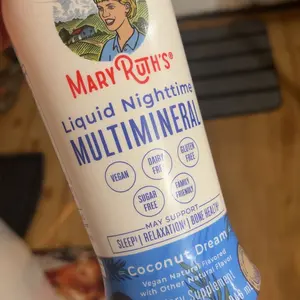 MARY RUTH'S®
Liquid Nighttime
MULTIMINERAL
VEGAN
DAIRY FREE
GLUTEN FREE
SUGAR FREE
FAMILY FRIENDLY
MAY SUPPORT
SLEEP† | RELAXATION† | BONE HEALTH†
Coconut Dream
Vegan Natural Flavored
with Other Natural Flavor